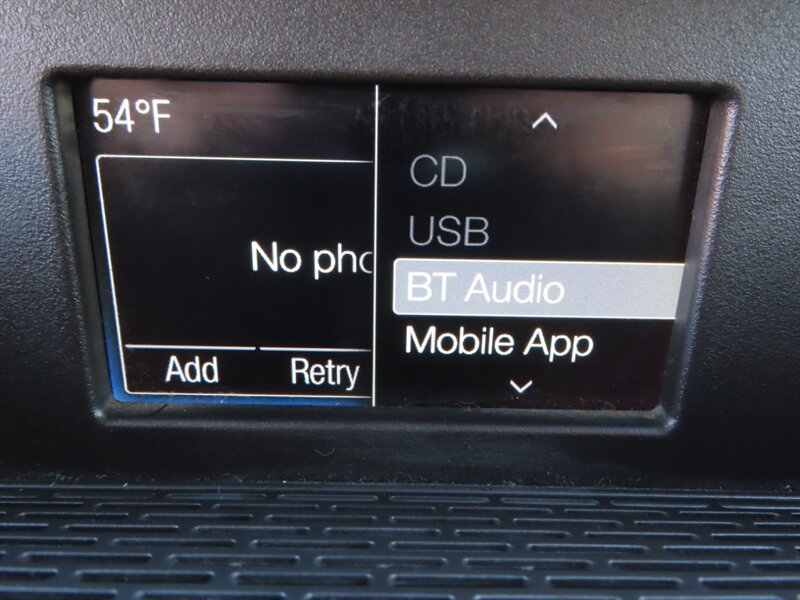 54°F
No pho
Add Retry
CD
USB
BT Audio
Mobile App